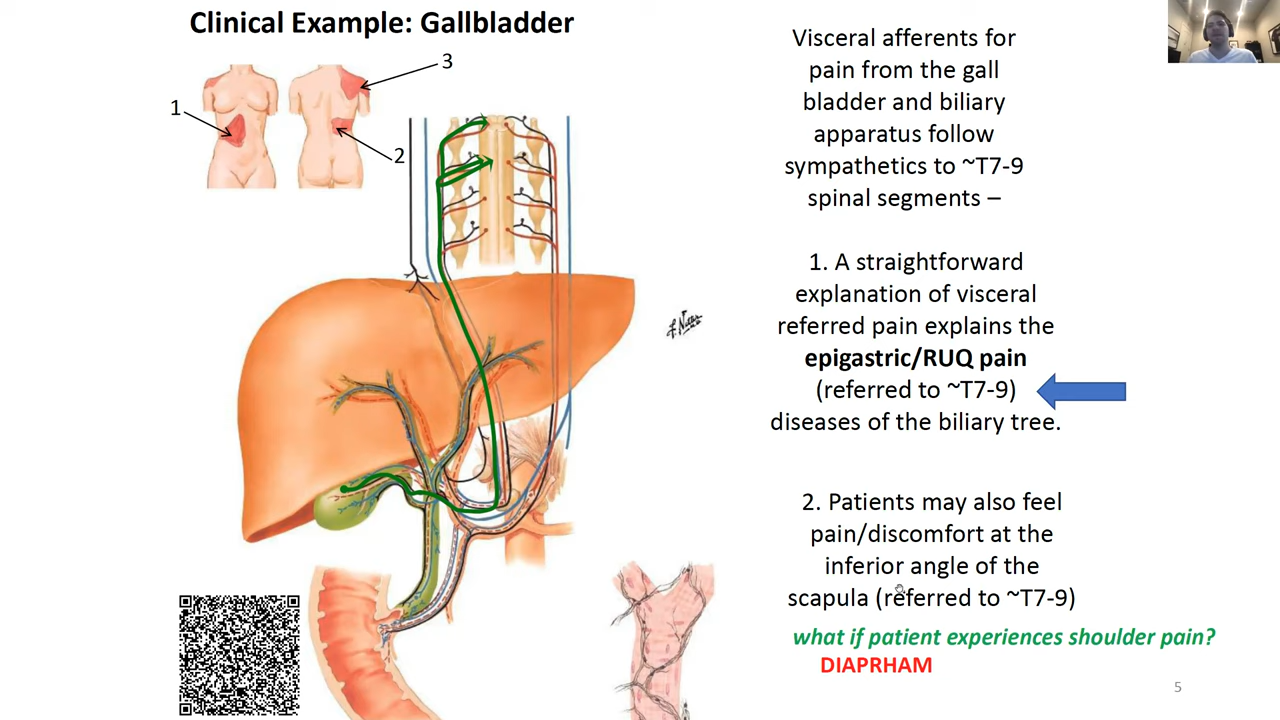 Clinical Example: Gallbladder
3
1
2
Visceral afferents for
pain from the gall
bladder and biliary
apparatus follow
sympathetics to ~T7-9
spinal segments –
1. A straightforward
explanation of visceral
referred pain explains the
epigastric/RUQ pain
(referred to ~T7-9)
diseases of the biliary tree.
2. Patients may also feel
pain/discomfort at the
inferior angle of the
scapula (referred to ~T7-9)
what if patient experiences shoulder pain?
DIAPRHAM
5